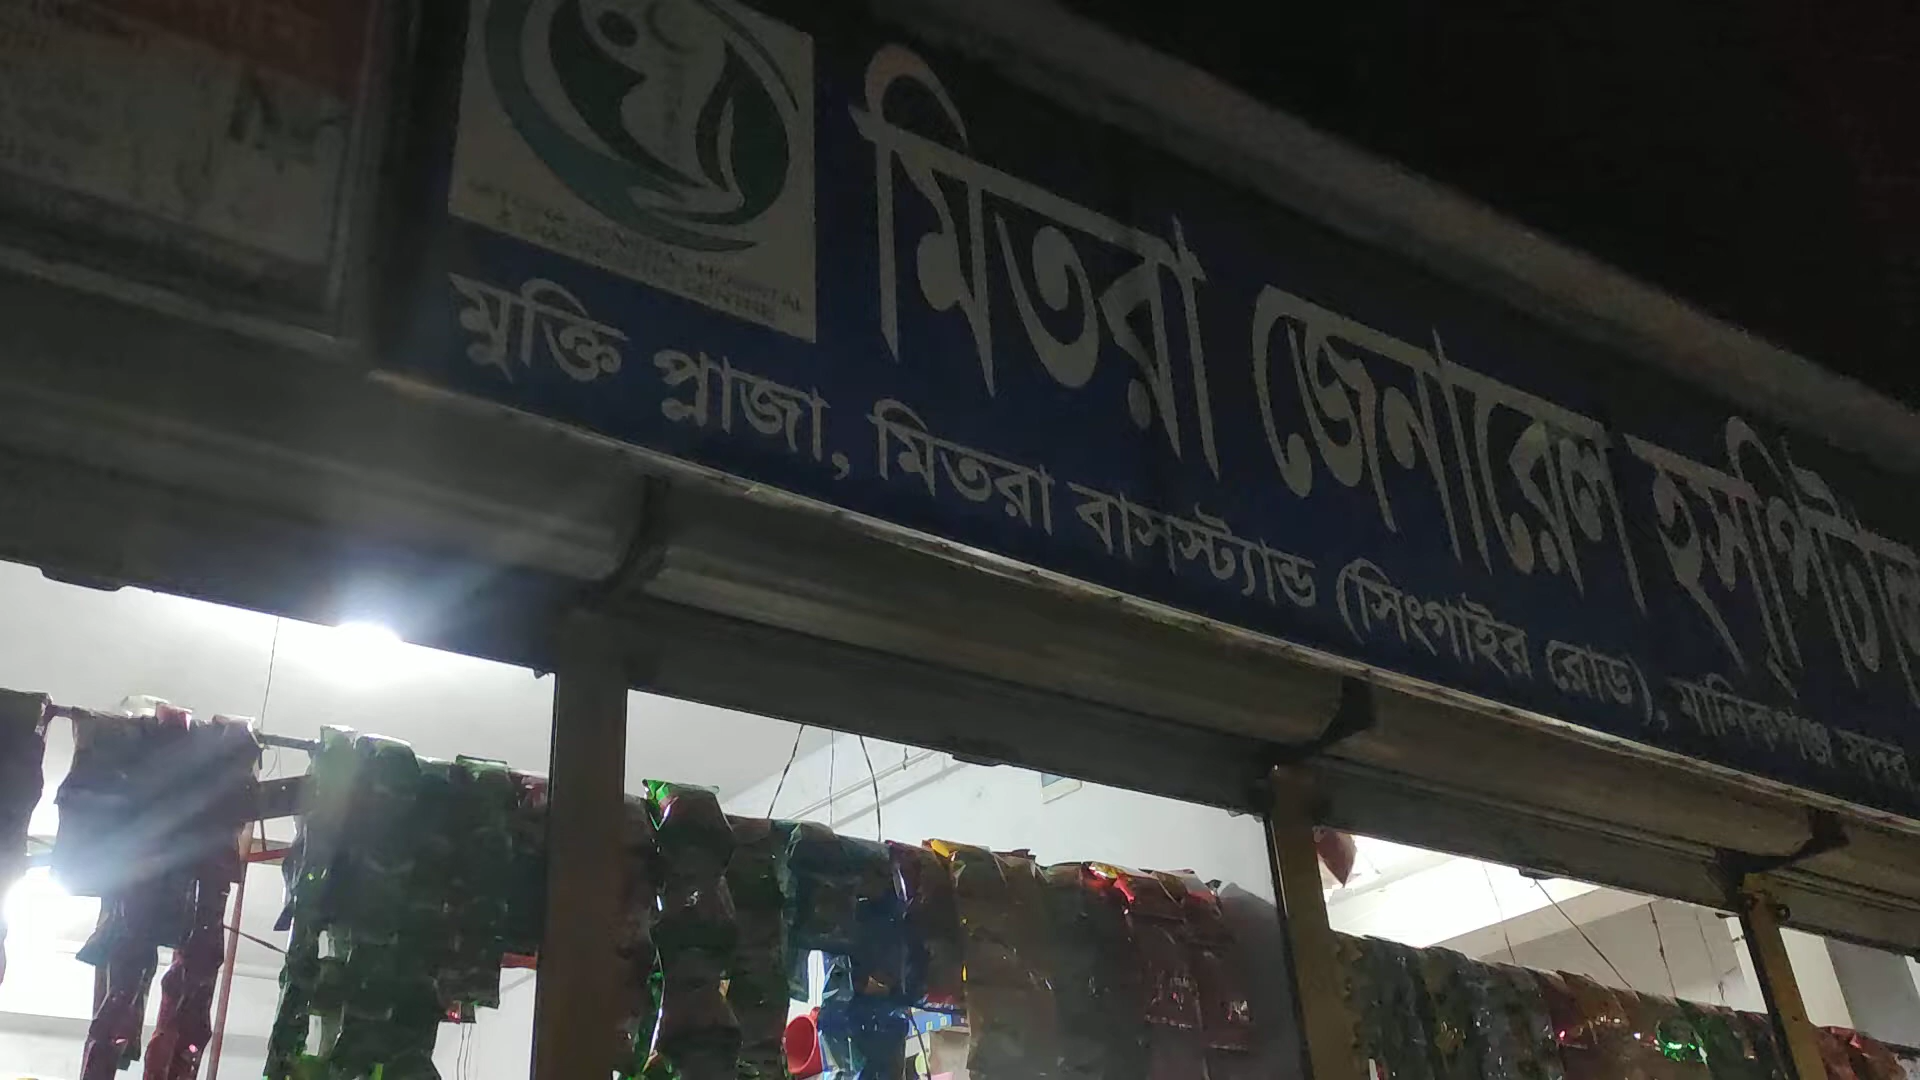 মিতরা জেনারেল হসপিটাল
মুক্তি প্লাজা, মিতরা বাসস্ট্যান্ড (সিংগাইর রোড), মানিকগঞ্জ সদর,